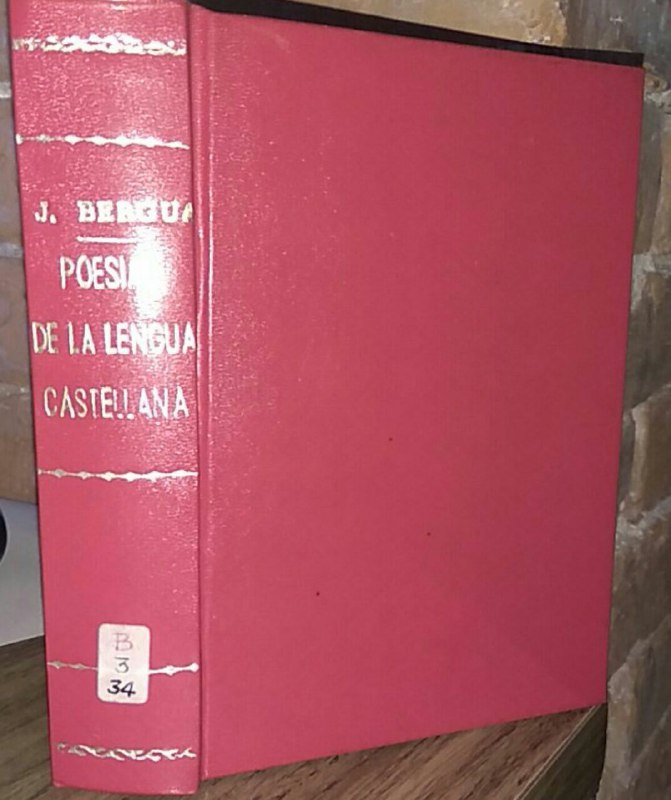 J. BERGUA
POESIA
DE LA LENGUA
CASTELLANA
B
3
34